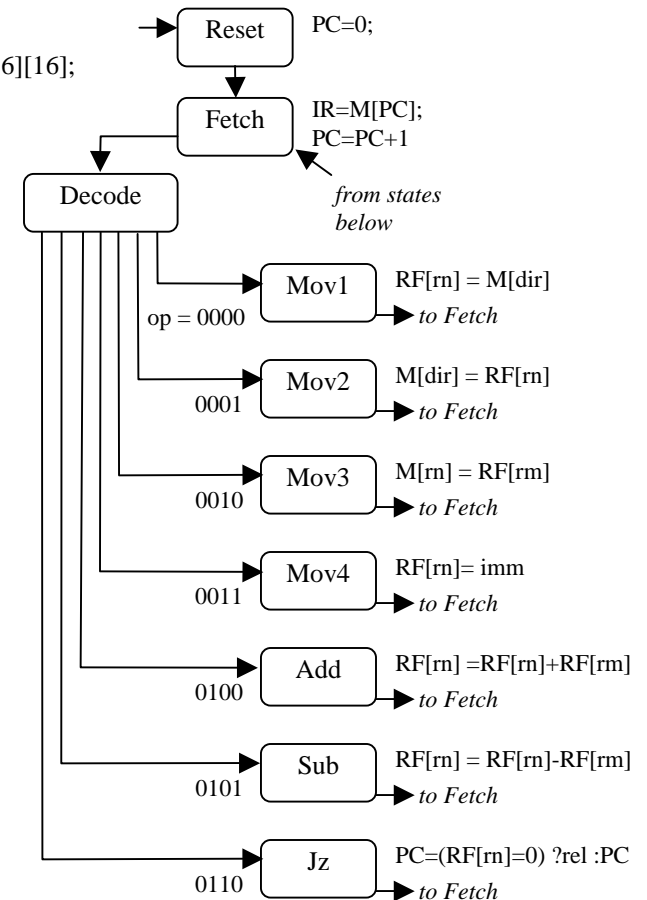 Reset PC=0;
6][16];
Fetch IR=M[PC];
PC=PC+1
Decode
from states
below
Mov1 RF[rn] = M[dir]
op = 0000 to Fetch
Mov2 M[dir] = RF[rn]
0001 to Fetch
Mov3 M[rn] = RF[rm]
0010 to Fetch
Mov4 RF[rn]= imm
0011 to Fetch
Add RF[rn] =RF[rn]+RF[rm]
0100 to Fetch
Sub RF[rn] = RF[rn]-RF[rm]
0101 to Fetch
Jz PC=(RF[rn]=0) ?rel :PC
0110 to Fetch